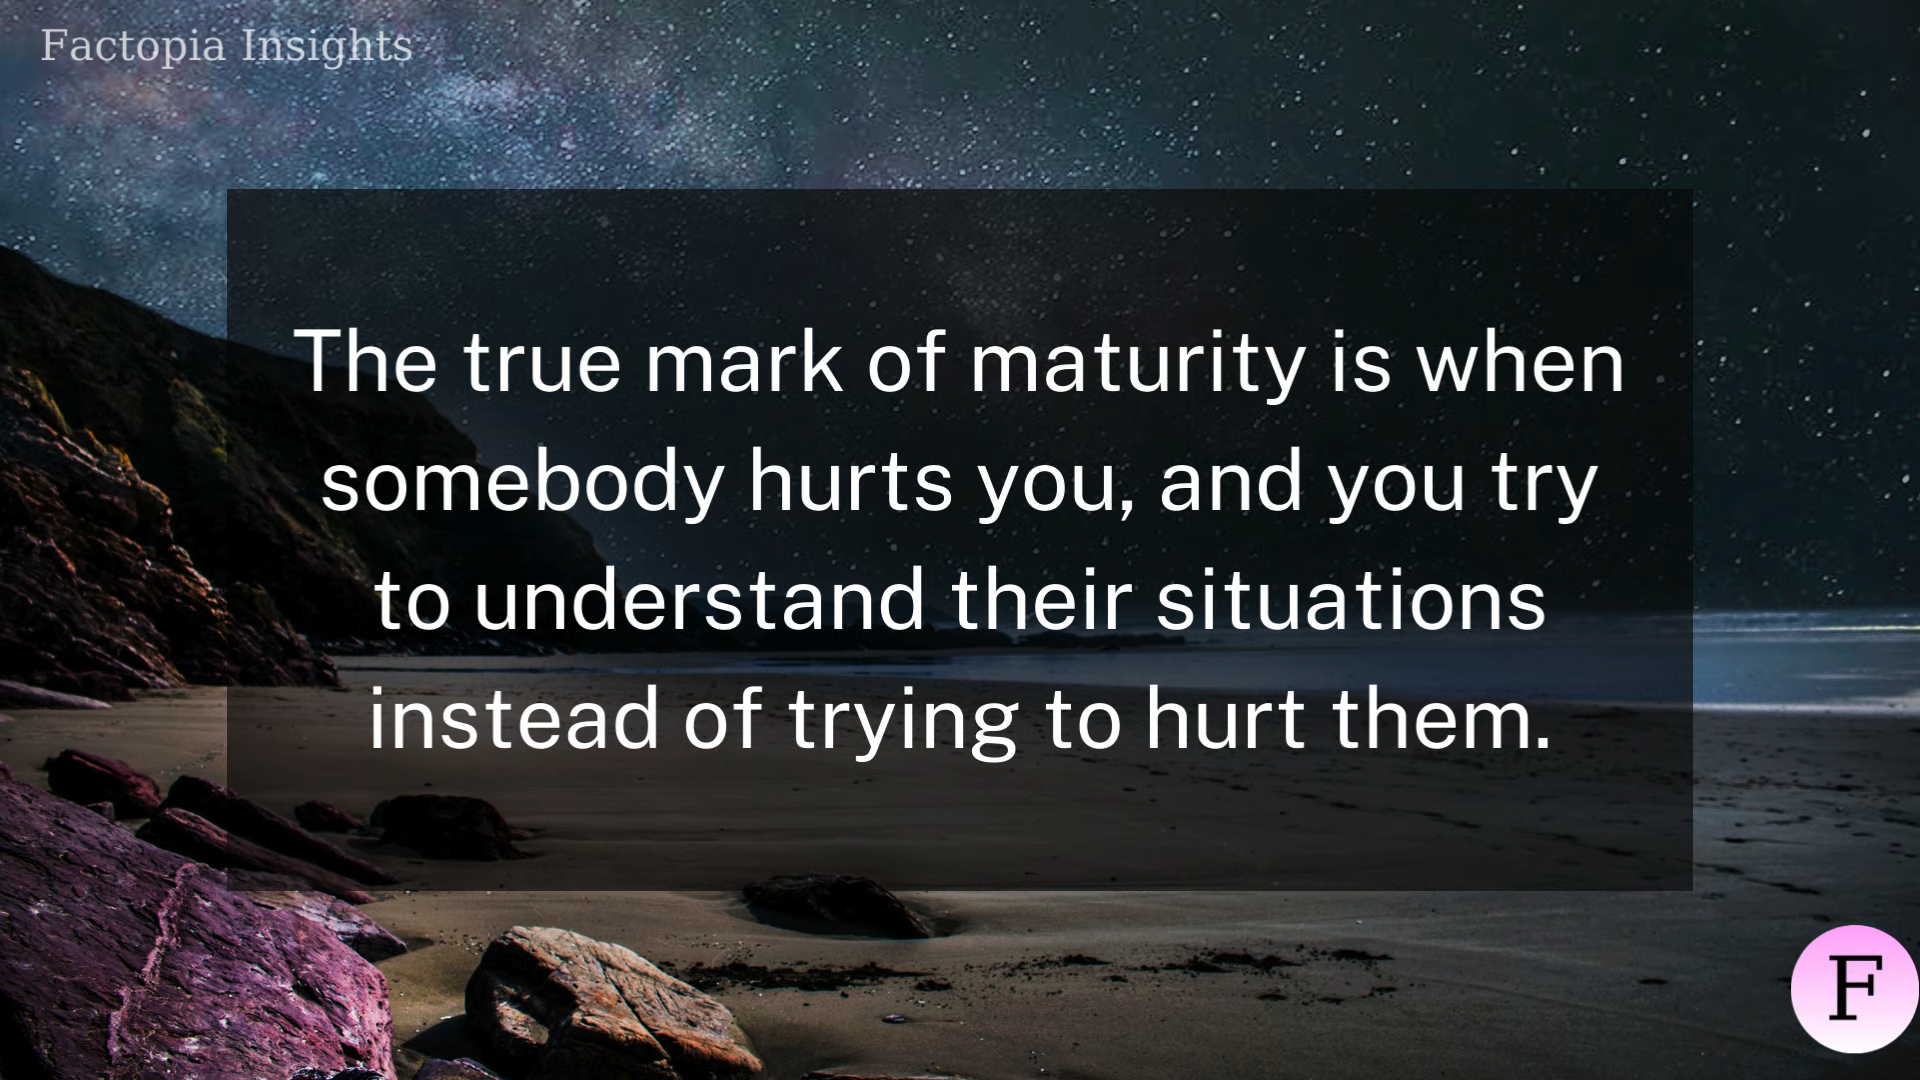 Factopia Insights
The true mark of maturity is when
somebody hurts you, and you try
to understand their situations
instead of trying to hurt them.
F